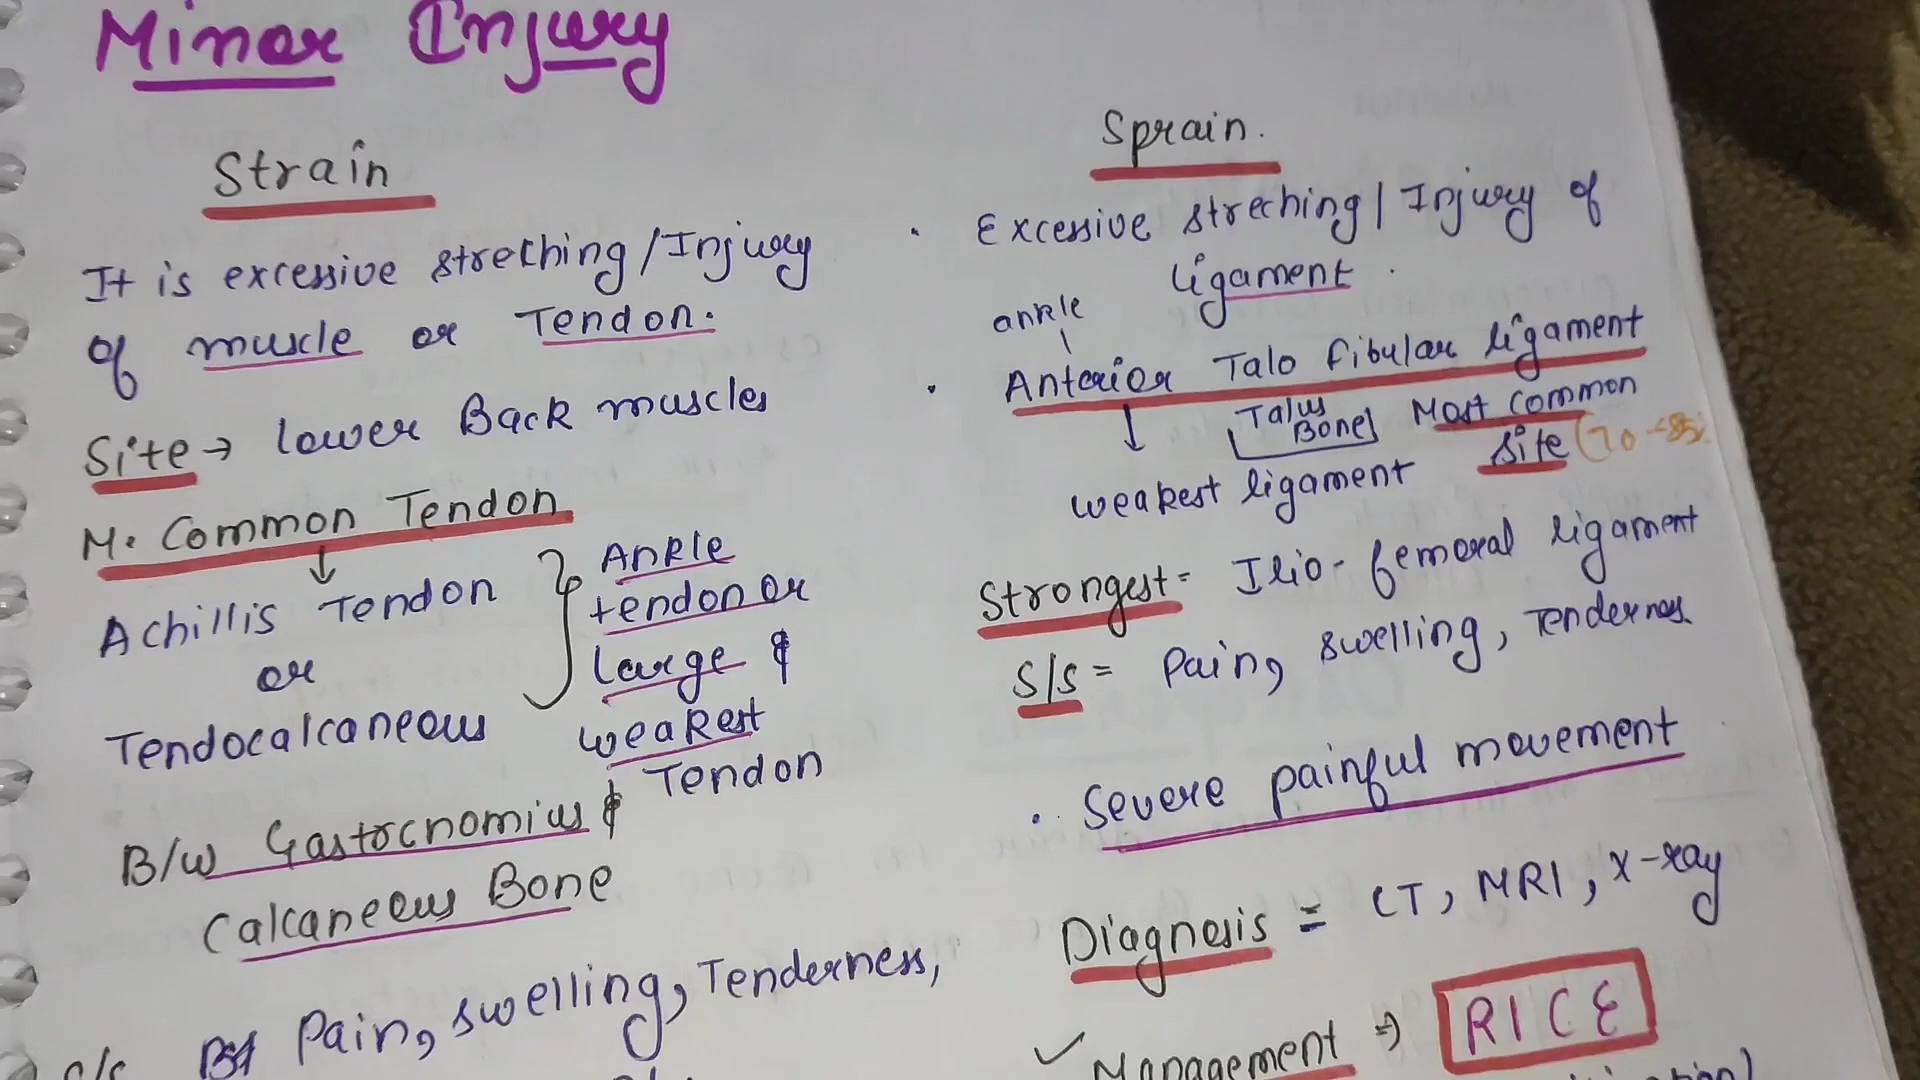 Minor Injury
Strain
It is excessive streching/Injury
of muscle or Tendon.
Site → lower Back muscles
M. Common Tendon
↓
Achillis Tendon
or
Tendocalcaneous
Ankle
tendon or
large &
weakest
Tendon
B/w Gastrocnomius &
Calcaneous Bone
Pain, swelling, Tenderness,
Sprain.
• Excessive streching/Injury of
ligament.
ankle
• Anterior Talo fibular ligament
↓ Talus Most common
Bone site (70-85%
weakest ligament
Strongest = Ilio-femoral ligament
S/S = Pain, swelling, Tenderness
• Severe painful movement
Diagnosis = CT, MRI, X-ray
✓ Management ⇒ RICE